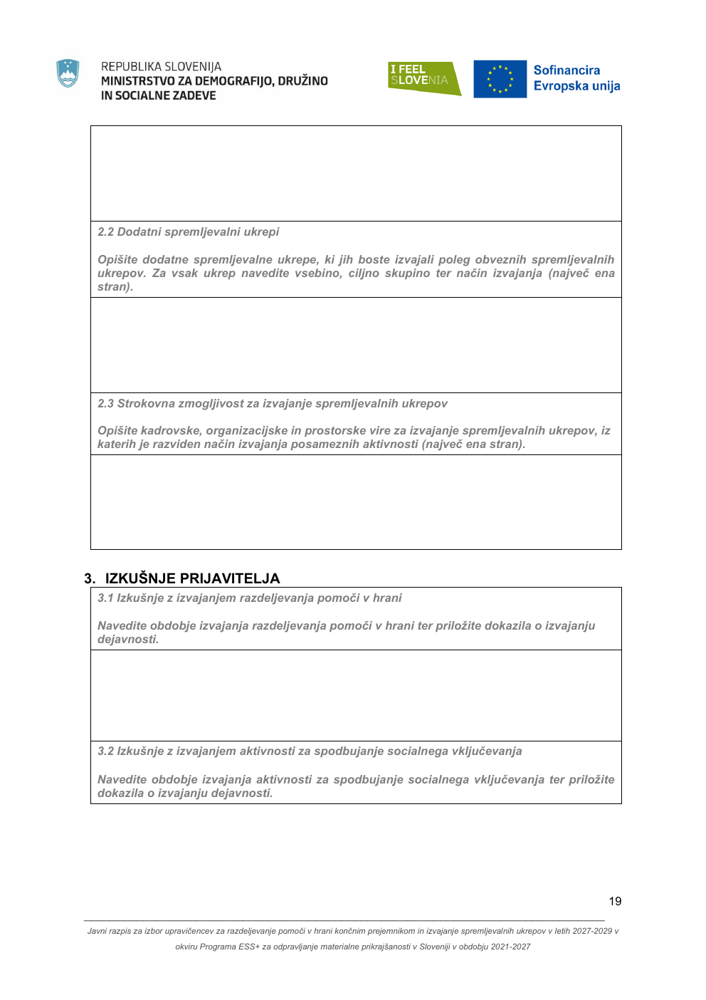 REPUBLIKA SLOVENIJA
MINISTRSTVO ZA DEMOGRAFIJO, DRUŽINO
IN SOCIALNE ZADEVE
I FEEL
SLOVENIA
Sofinancira
Evropska unija
2.2 Dodatni spremljevalni ukrepi
Opišite dodatne spremljevalne ukrepe, ki jih boste izvajali poleg obveznih spremljevalnih
ukrepov. Za vsak ukrep navedite vsebino, ciljno skupino ter način izvajanja (največ ena
stran).
2.3 Strokovna zmogljivost za izvajanje spremljevalnih ukrepov
Opišite kadrovske, organizacijske in prostorske vire za izvajanje spremljevalnih ukrepov, iz
katerih je razviden način izvajanja posameznih aktivnosti (največ ena stran).
3. IZKUŠNJE PRIJAVITELJA
3.1 Izkušnje z izvajanjem razdeljevanja pomoči v hrani
Navedite obdobje izvajanja razdeljevanja pomoči v hrani ter priložite dokazila o izvajanju
dejavnosti.
3.2 Izkušnje z izvajanjem aktivnosti za spodbujanje socialnega vključevanja
Navedite obdobje izvajanja aktivnosti za spodbujanje socialnega vključevanja ter priložite
dokazila o izvajanju dejavnosti.
19
Javni razpis za izbor upravičencev za razdeljevanje pomoči v hrani končnim prejemnikom in izvajanje spremljevalnih ukrepov v letih 2027-2029 v
okviru Programa ESS+ za odpravljanje materialne prikrajšanosti v Sloveniji v obdobju 2021-2027